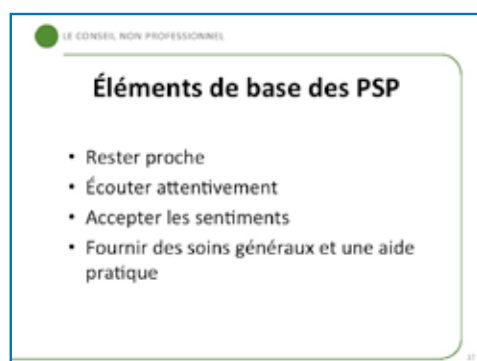 LE CONSEIL NON PROFESSIONNEL
Éléments de base des PSP
• Rester proche
• Écouter attentivement
• Accepter les sentiments
• Fournir des soins généraux et une aide
pratique
37